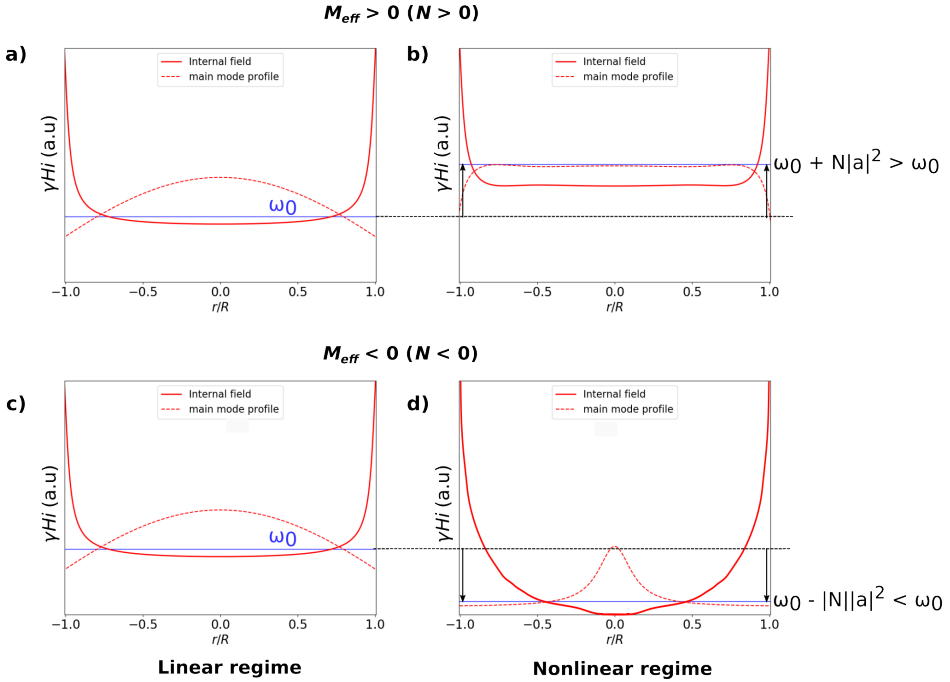 M_eff > 0 (N > 0)
a)
Internal field
main mode profile
γHi (a.u)
ω0
−1.0 −0.5 0.0 0.5 1.0
r/R
b)
Internal field
main mode profile
γHi (a.u)
ω0 + N|a|² > ω0
−1.0 −0.5 0.0 0.5 1.0
r/R
M_eff < 0 (N < 0)
c)
Internal field
main mode profile
γHi (a.u)
ω0
−1.0 −0.5 0.0 0.5 1.0
r/R
d)
Internal field
main mode profile
γHi (a.u)
ω0 - |N||a|² < ω0
−1.0 −0.5 0.0 0.5 1.0
r/R
Linear regime
Nonlinear regime